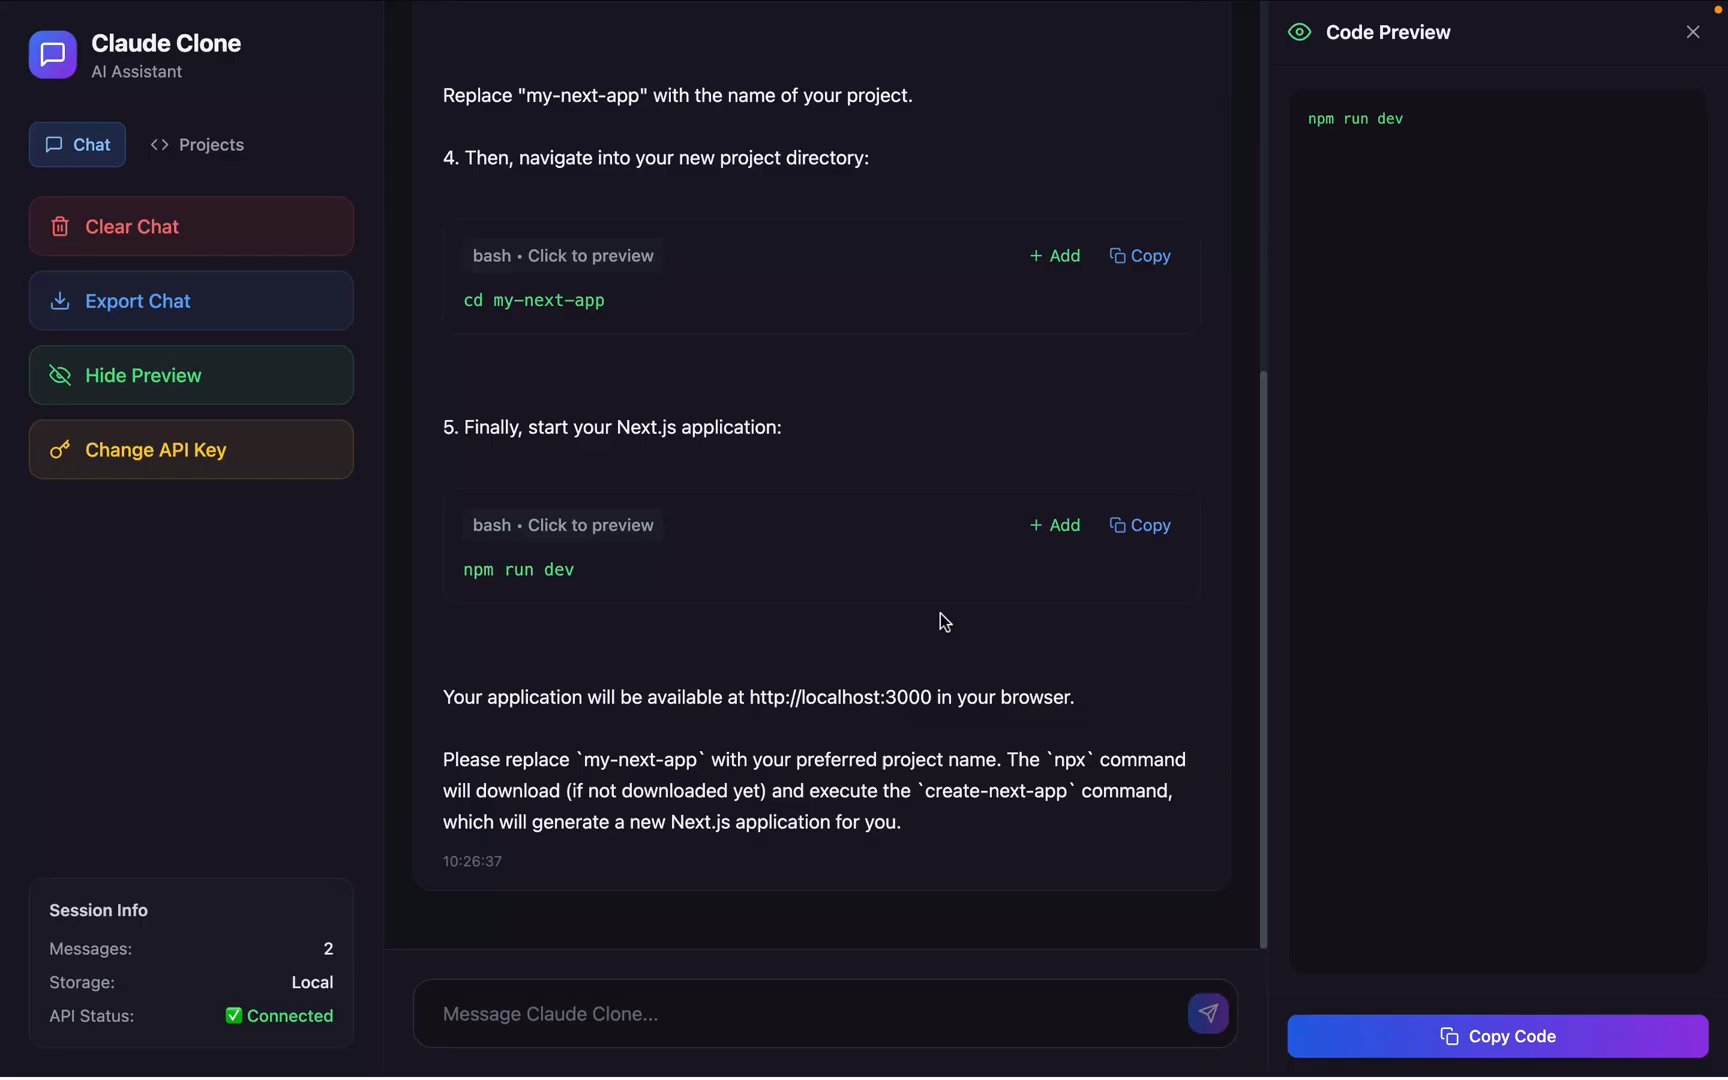 Claude Clone
AI Assistant
Chat
Projects
Clear Chat
Export Chat
Hide Preview
Change API Key
Session Info
Messages: 2
Storage: Local
API Status: ✅ Connected
Replace "my-next-app" with the name of your project.
4. Then, navigate into your new project directory:
bash • Click to preview
+ Add
Copy
cd my-next-app
5. Finally, start your Next.js application:
bash • Click to preview
+ Add
Copy
npm run dev
Your application will be available at http://localhost:3000 in your browser.
Please replace `my-next-app` with your preferred project name. The `npx` command
will download (if not downloaded yet) and execute the `create-next-app` command,
which will generate a new Next.js application for you.
10:26:37
Message Claude Clone...
Code Preview
npm run dev
Copy Code